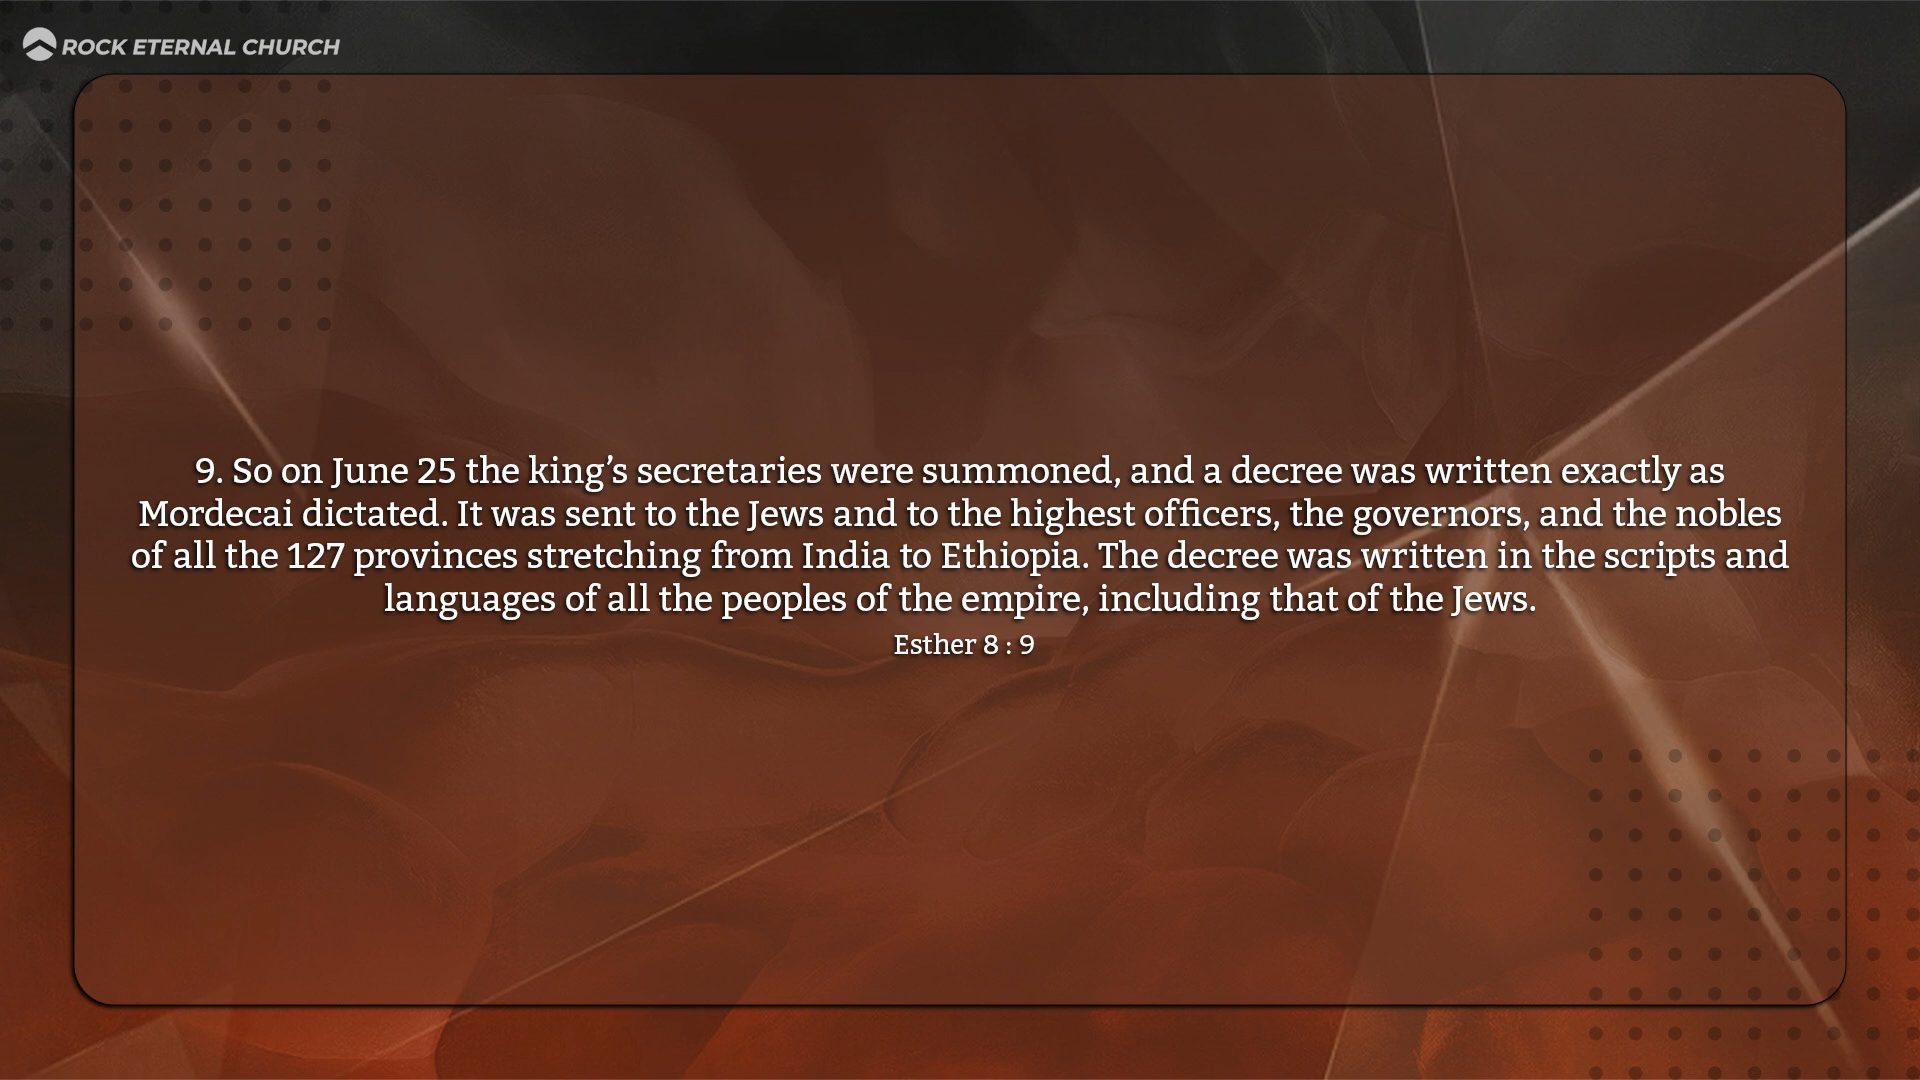 ROCK ETERNAL CHURCH
9. So on June 25 the king’s secretaries were summoned, and a decree was written exactly as
Mordecai dictated. It was sent to the Jews and to the highest officers, the governors, and the nobles
of all the 127 provinces stretching from India to Ethiopia. The decree was written in the scripts and
languages of all the peoples of the empire, including that of the Jews.
Esther 8 : 9